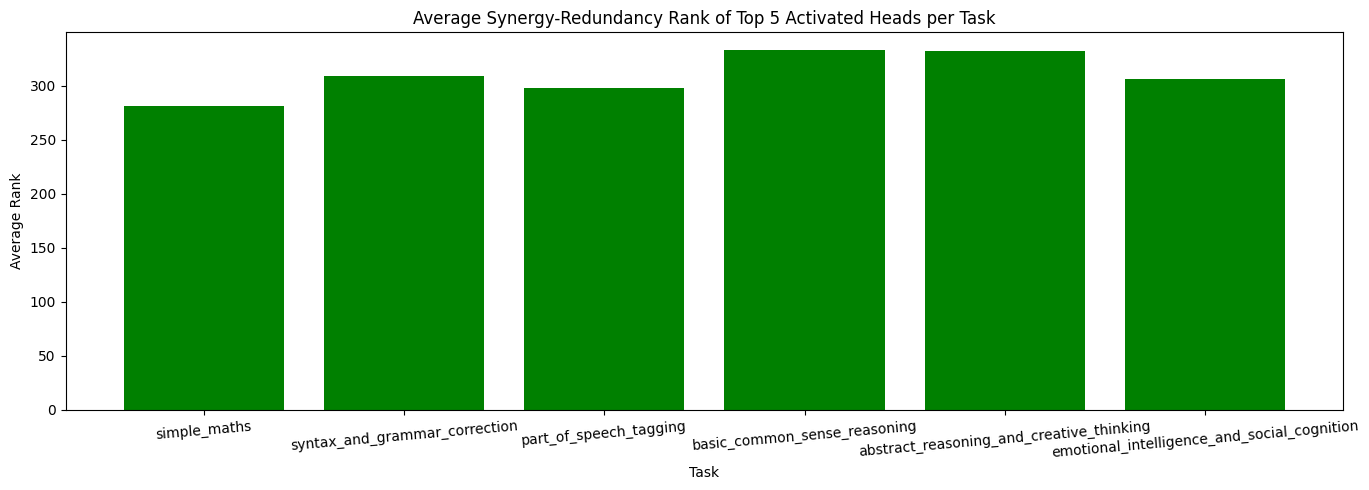 Average Synergy-Redundancy Rank of Top 5 Activated Heads per Task
Average Rank
300
250
200
150
100
50
0
simple_maths
syntax_and_grammar_correction
part_of_speech_tagging
basic_common_sense_reasoning
abstract_reasoning_and_creative_thinking
emotional_intelligence_and_social_cognition
Task